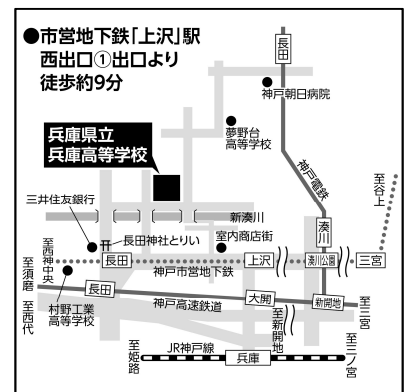 ●市営地下鉄「上沢」駅
西出口①出口より
徒歩約9分
長田
神戸朝日病院
夢野台
高等学校
兵庫県立
兵庫高等学校
神戸電鉄
至谷上
三井住友銀行
新湊川
湊川
長田神社とりい
室内商店街
至西神中央
長田
神戸市営地下鉄
上沢
湊川公園
三宮
至須磨
至西代
村野工業
高等学校
長田
神戸高速鉄道
大開
新開地
至三宮
至新開地
至姫路
JR神戸線
兵庫
至三ノ宮